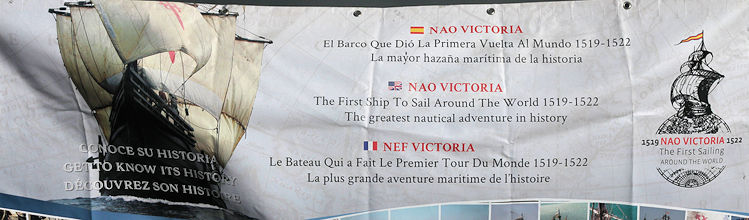 CONOCE SU HISTORIA
GET TO KNOW ITS HISTORY
DÉCOUVREZ SON HISTOIRE
NAO VICTORIA
El Barco Que Dió La Primera Vuelta Al Mundo 1519-1522
La mayor hazaña marítima de la historia
NAO VICTORIA
The First Ship To Sail Around The World 1519-1522
The greatest nautical adventure in history
NEF VICTORIA
Le Bateau Qui a Fait Le Premier Tour Du Monde 1519-1522
La plus grande aventure maritime de l'histoire
1519 NAO VICTORIA 1522
The First Sailing
AROUND THE WORLD